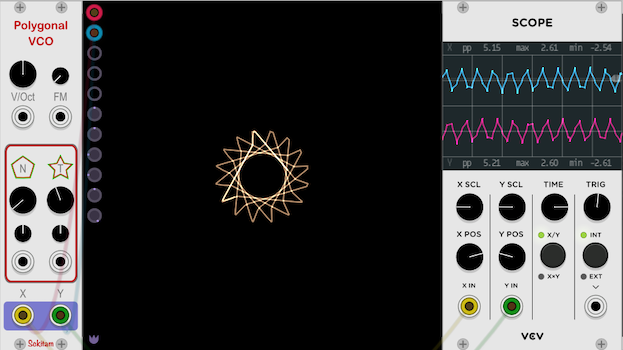 Polygonal
VCO
V/Oct FM
N T
X Y
Sokitam
SCOPE
X pp 5.15 max 2.61 min -2.54
Y pp 5.21 max 2.60 min -2.61
X SCL Y SCL TIME TRIG
X POS Y POS X/Y INT
X×Y EXT
X IN Y IN
VCV